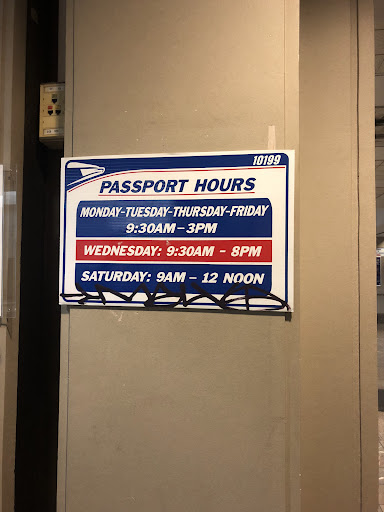 10199
PASSPORT HOURS
MONDAY-TUESDAY-THURSDAY-FRIDAY
9:30AM – 3PM
WEDNESDAY: 9:30AM – 8PM
SATURDAY: 9AM – 12 NOON